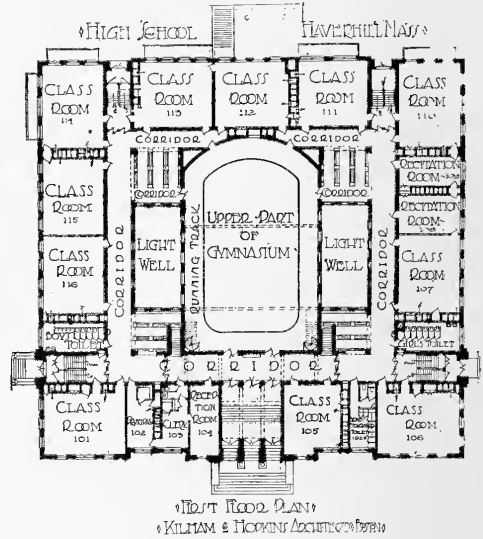 HIGH SCHOOL HAVERHILL MASS
CLASS ROOM 114
CLASS ROOM 113
CLASS ROOM 112
CLASS ROOM 111
CLASS ROOM
CORRIDOR
CORRIDOR
RECITATION ROOM
RECITATION ROOM
CORRIDOR
CORRIDOR
CLASS ROOM 115
CLASS ROOM 116
CORRIDOR
LIGHT WELL
RUNNING TRACK
UPPER PART OF GYMNASIUM
LIGHT WELL
CORRIDOR
CLASS ROOM 107
BOYS TOILET
GIRLS TOILET
CORRIDOR
CLASS ROOM 101
102
CLERK 103
RECEPTION ROOM 104
CLASS ROOM 105
TOILET
CLASS ROOM 106
FIRST FLOOR PLAN
KILHAM & HOPKINS ARCHITECTS BOSTON